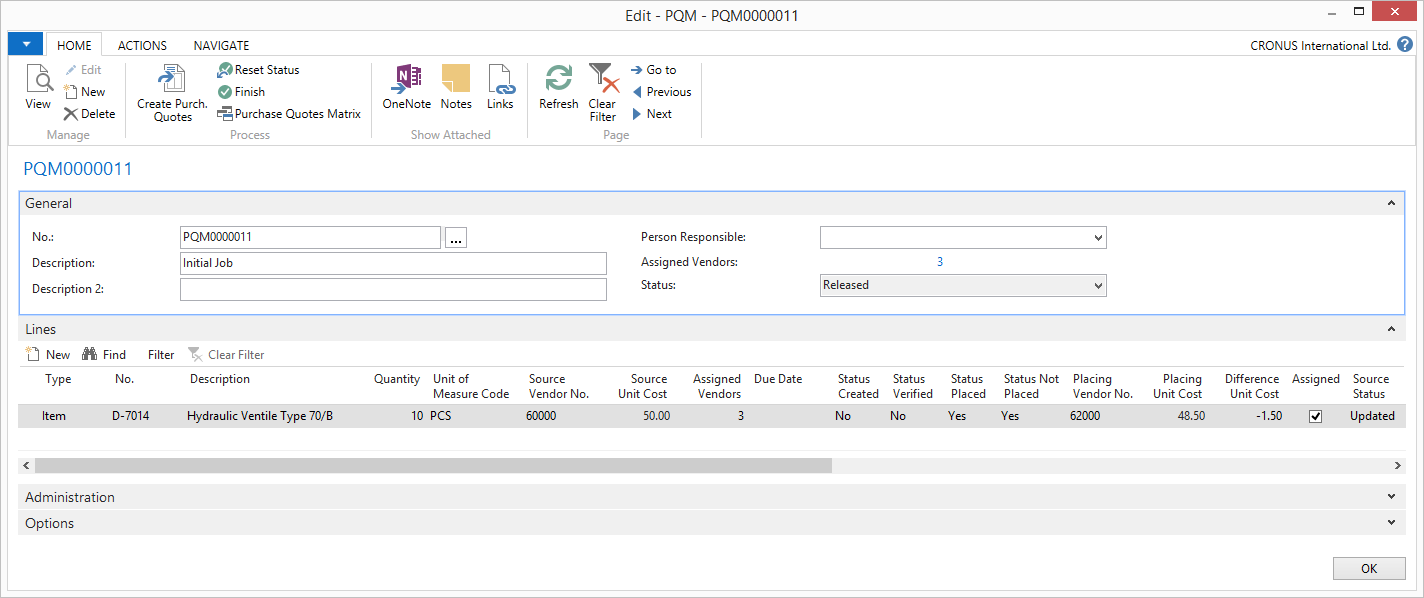 Edit - PQM - PQM0000011
HOME ACTIONS NAVIGATE CRONUS International Ltd. ?
View Edit New Delete
Manage
Create Purch. Quotes Reset Status Finish Purchase Quotes Matrix
Process
OneNote Notes Links
Show Attached
Refresh Clear Filter Go to Previous Next
Page
PQM0000011
General
No.: PQM0000011 ... Person Responsible:
Description: Initial Job Assigned Vendors: 3
Description 2: Status: Released
Lines
New Find Filter Clear Filter
Type No. Description Quantity Unit of Measure Code Source Vendor No. Source Unit Cost Assigned Vendors Due Date Status Created Status Verified Status Placed Status Not Placed Placing Vendor No. Placing Unit Cost Difference Unit Cost Assigned Source Status
Item D-7014 Hydraulic Ventile Type 70/B 10 PCS 60000 50.00 3 No No Yes Yes 62000 48.50 -1.50 Updated
Administration
Options
OK